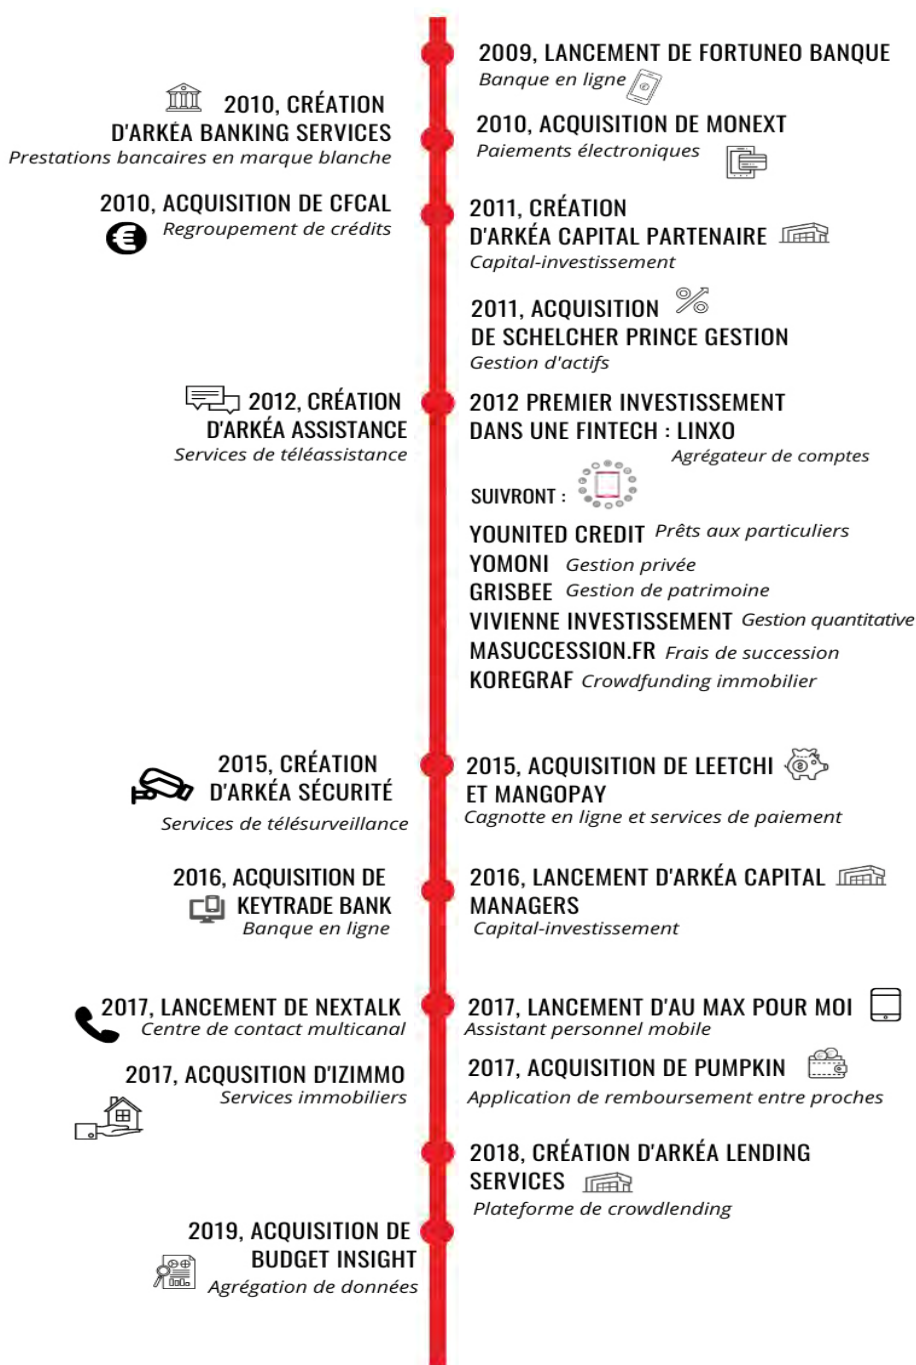 2009, LANCEMENT DE FORTUNEO BANQUE
Banque en ligne
2010, CRÉATION
D'ARKÉA BANKING SERVICES
Prestations bancaires en marque blanche
2010, ACQUISITION DE MONEXT
Paiements électroniques
2010, ACQUISITION DE CFCAL
Regroupement de crédits
2011, CRÉATION
D'ARKÉA CAPITAL PARTENAIRE
Capital-investissement
2011, ACQUISITION
DE SCHELCHER PRINCE GESTION
Gestion d'actifs
2012, CRÉATION
D'ARKÉA ASSISTANCE
Services de téléassistance
2012 PREMIER INVESTISSEMENT
DANS UNE FINTECH : LINXO
Agrégateur de comptes
SUIVRONT :
YOUNITED CREDIT Prêts aux particuliers
YOMONI Gestion privée
GRISBEE Gestion de patrimoine
VIVIENNE INVESTISSEMENT Gestion quantitative
MASUCCESSION.FR Frais de succession
KOREGRAF Crowdfunding immobilier
2015, CRÉATION
D'ARKÉA SÉCURITÉ
Services de télésurveillance
2015, ACQUISITION DE LEETCHI
ET MANGOPAY
Cagnotte en ligne et services de paiement
2016, ACQUISITION DE
KEYTRADE BANK
Banque en ligne
2016, LANCEMENT D'ARKÉA CAPITAL
MANAGERS
Capital-investissement
2017, LANCEMENT DE NEXTALK
Centre de contact multicanal
2017, LANCEMENT D'AU MAX POUR MOI
Assistant personnel mobile
2017, ACQUSITION D'IZIMMO
Services immobiliers
2017, ACQUISITION DE PUMPKIN
Application de remboursement entre proches
2018, CRÉATION D'ARKÉA LENDING
SERVICES
Plateforme de crowdlending
2019, ACQUISITION DE
BUDGET INSIGHT
Agrégation de données